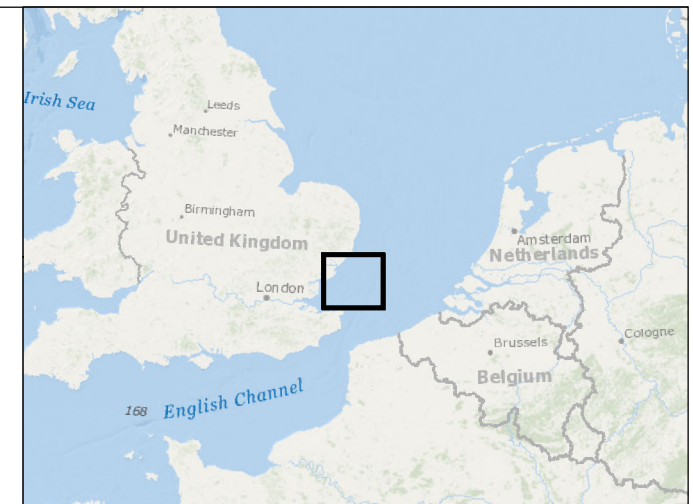 Irish Sea
Leeds
Manchester
Birmingham
United Kingdom
Amsterdam
Netherlands
London
Cologne
Brussels
Belgium
168
English Channel